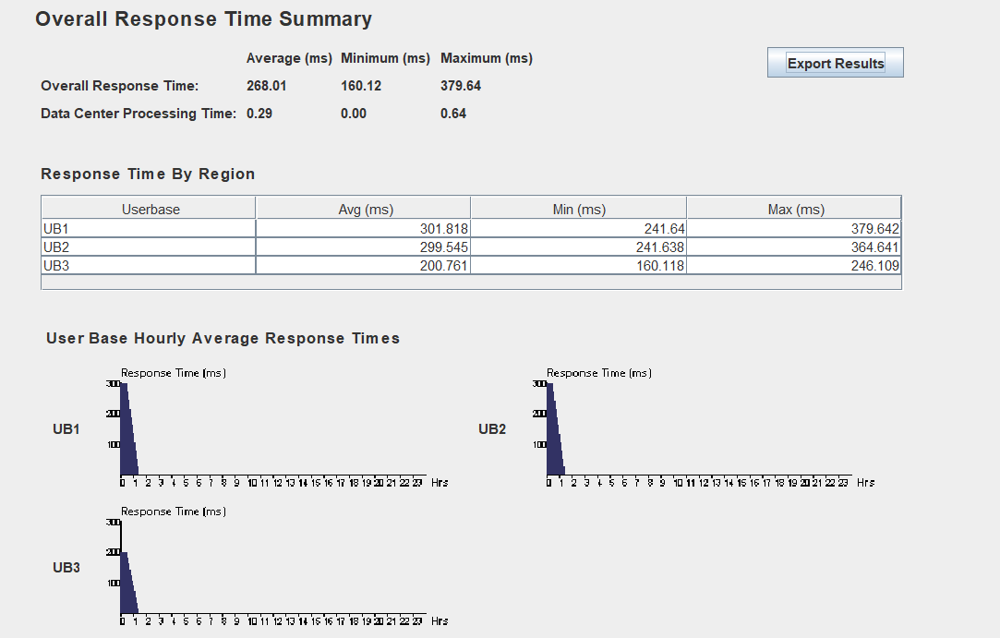 Overall Response Time Summary
Average (ms) Minimum (ms) Maximum (ms)
Export Results
Overall Response Time: 268.01 160.12 379.64
Data Center Processing Time: 0.29 0.00 0.64
Response Time By Region
Userbase Avg (ms) Min (ms) Max (ms)
UB1 301.818 241.64 379.642
UB2 299.545 241.638 364.641
UB3 200.761 160.118 246.109
User Base Hourly Average Response Times
Response Time (ms) Response Time (ms)
300 300
200 200
UB1 UB2
100 100
0 1 2 3 4 5 6 7 8 9 10 11 12 13 14 15 16 17 18 19 20 21 22 23 Hrs 0 1 2 3 4 5 6 7 8 9 10 11 12 13 14 15 16 17 18 19 20 21 22 23 Hrs
Response Time (ms)
300
200
UB3
100
0 1 2 3 4 5 6 7 8 9 10 11 12 13 14 15 16 17 18 19 20 21 22 23 Hrs